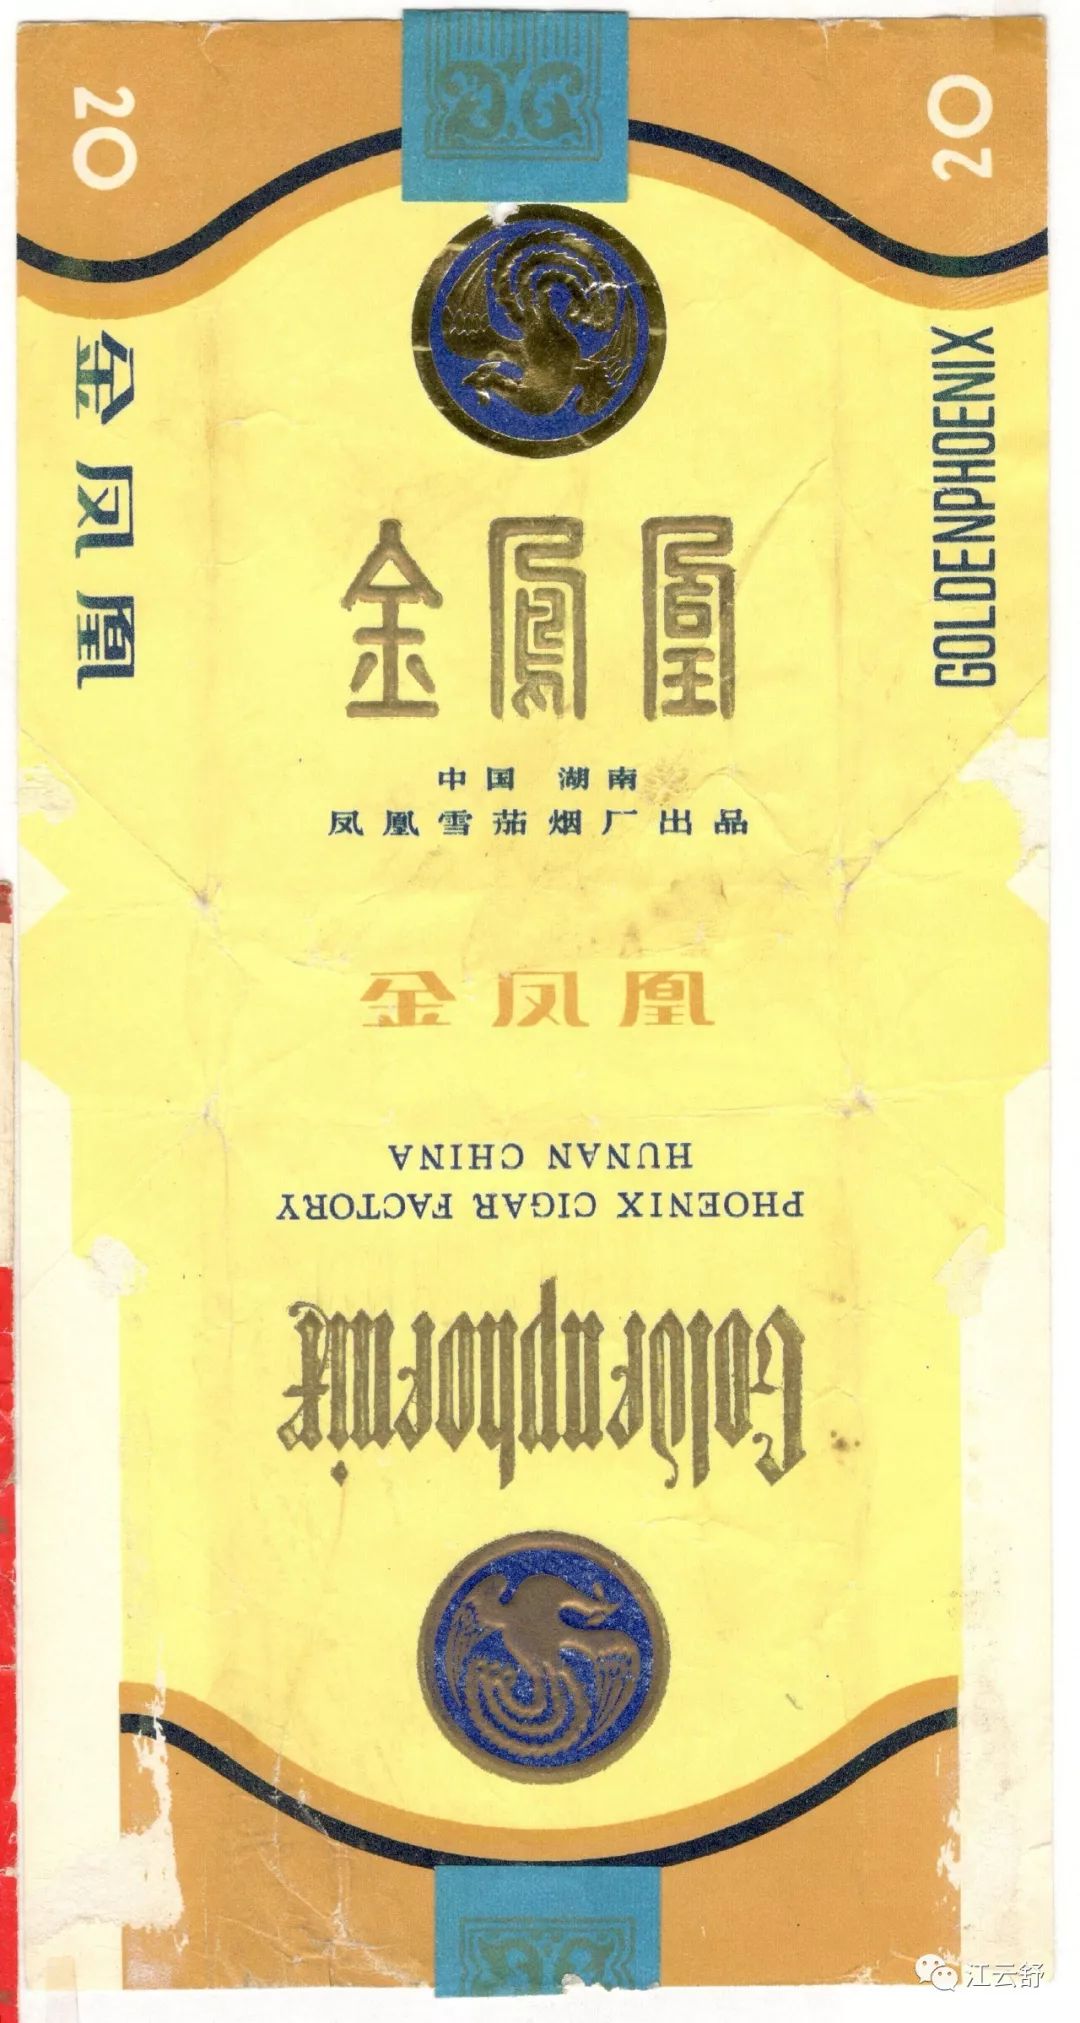 20
20
金凤凰
GOLDENPHOENIX
金鳳凰
中国 湖南
凤凰雪茄烟厂出品
金凤凰
HUNAN CHINA
PHOENIX CIGAR FACTORY
Goldenphoenix
江云舒